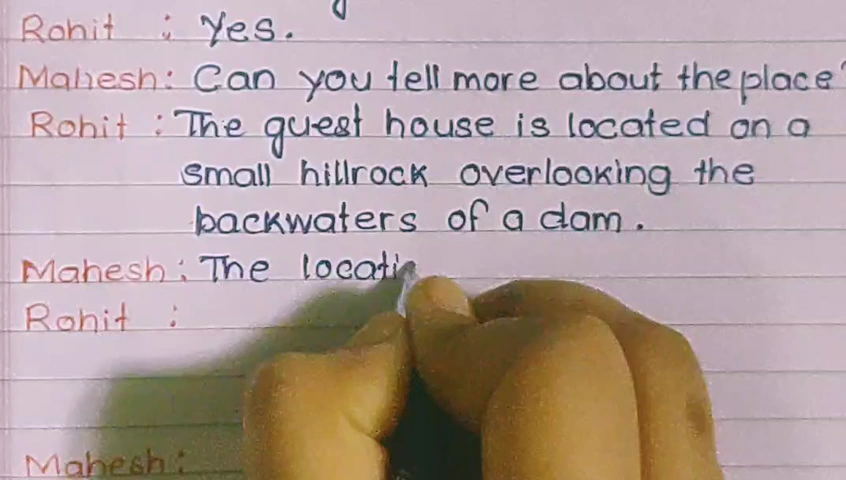 Rohit : Yes.
Mahesh: Can you tell more about the place?
Rohit : The guest house is located on a
small hillrock overlooking the
backwaters of a dam.
Mahesh : The locati
Rohit :
Mahesh :